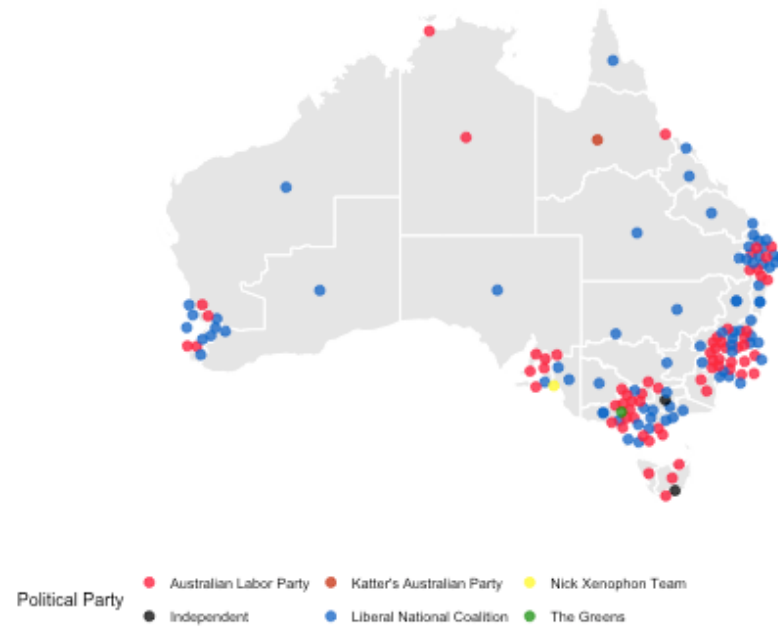 Political Party
Australian Labor Party Katter's Australian Party Nick Xenophon Team
Independent Liberal National Coalition The Greens